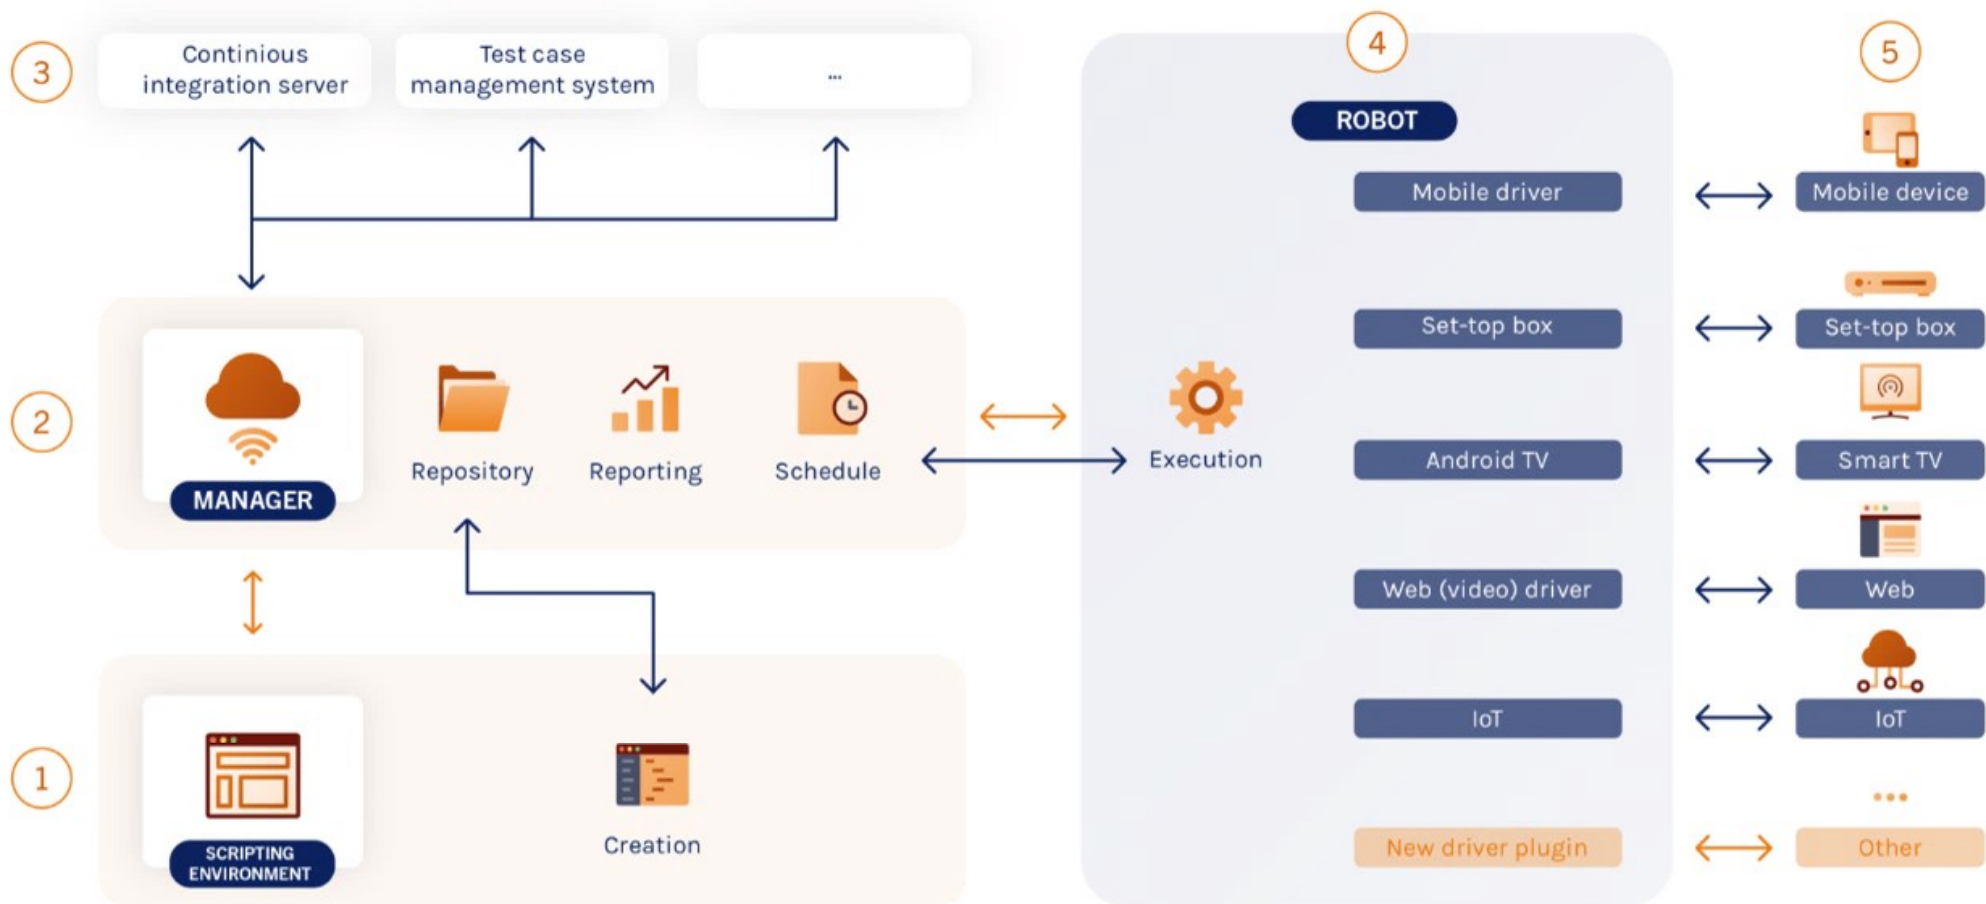 3
Continious
integration server
Test case
management system
...
4
5
ROBOT
Mobile driver
Mobile device
Set-top box
Set-top box
2
MANAGER
Repository
Reporting
Schedule
Execution
Android TV
Smart TV
Web (video) driver
Web
IoT
IoT
1
SCRIPTING
ENVIRONMENT
Creation
New driver plugin
Other